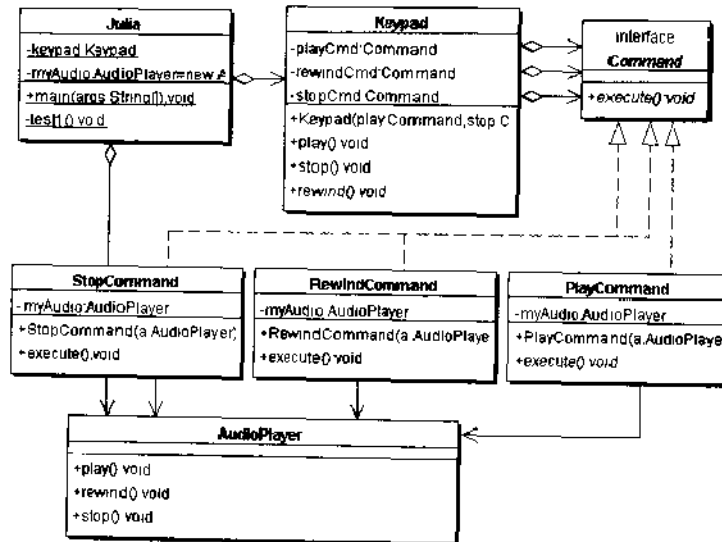 Julia
-keypad Keypad
-myAudio.AudioPlayer=new A
+main(args String[]).void
-test1() void
Keypad
-playCmd:Command
-rewindCmd:Command
-stopCmd.Command
+Keypad(play Command,stop C
+play() void
+stop() void
+rewind() void
interface
Command
+execute() void
StopCommand
-myAudio:AudioPlayer
+StopCommand(a.AudioPlayer)
+execute().void
RewindCommand
-myAudio.AudioPlayer
+RewindCommand(a.AudioPlaye
+execute() void
PlayCommand
-myAudio.AudioPlayer
+PlayCommand(a.AudioPlaye
+execute() void
AudioPlayer
+play() void
+rewind() void
+stop() void